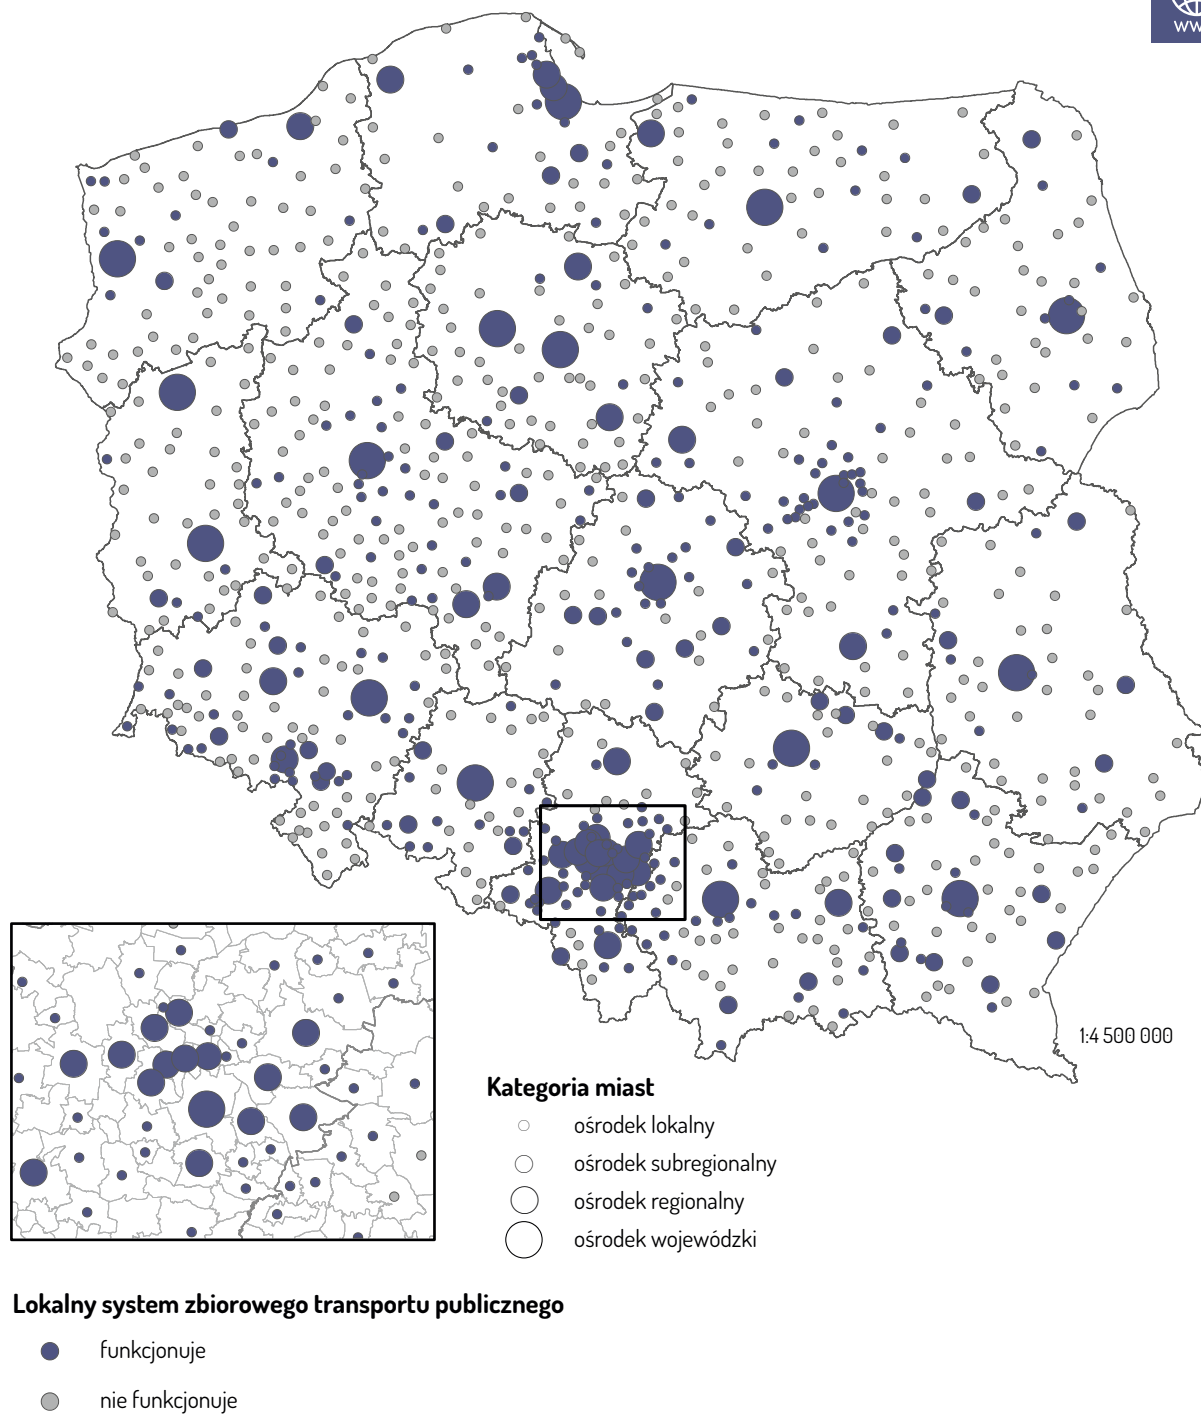 1:4 500 000
Kategoria miast
ośrodek lokalny
ośrodek subregionalny
ośrodek regionalny
ośrodek wojewódzki
Lokalny system zbiorowego transportu publicznego
funkcjonuje
nie funkcjonuje